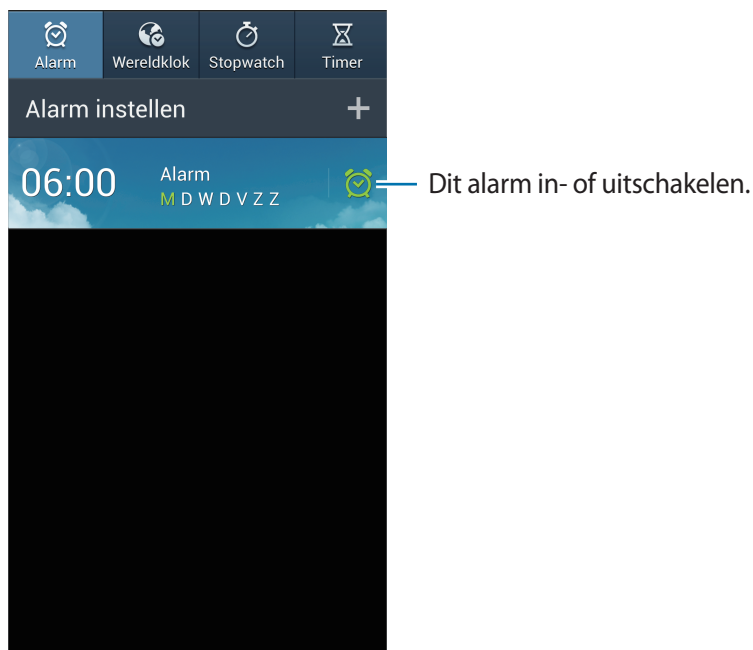 Alarm Wereldklok Stopwatch Timer
Alarm instellen
06:00 Alarm
M D W D V Z Z
Dit alarm in- of uitschakelen.